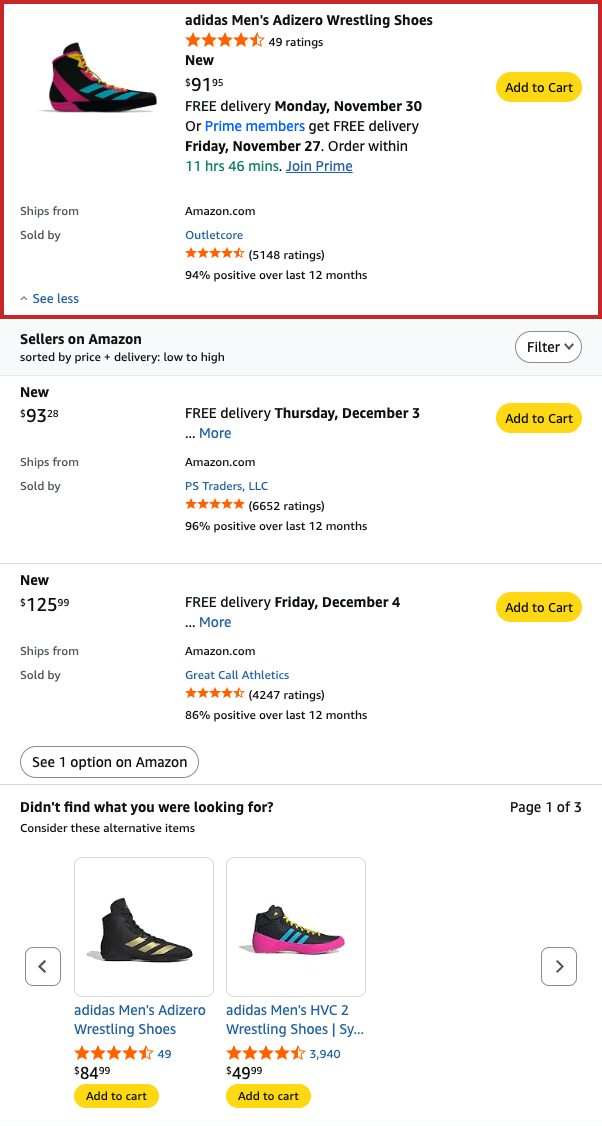 adidas Men's Adizero Wrestling Shoes
49 ratings
New
$91.95
FREE delivery Monday, November 30
Or Prime members get FREE delivery
Friday, November 27. Order within
11 hrs 46 mins. Join Prime
Add to Cart
Ships from Amazon.com
Sold by Outletcore
(5148 ratings)
94% positive over last 12 months
See less
Sellers on Amazon
sorted by price + delivery: low to high
Filter
New
$93.28
FREE delivery Thursday, December 3
... More
Add to Cart
Ships from Amazon.com
Sold by PS Traders, LLC
(6652 ratings)
96% positive over last 12 months
New
$125.99
FREE delivery Friday, December 4
... More
Add to Cart
Ships from Amazon.com
Sold by Great Call Athletics
(4247 ratings)
86% positive over last 12 months
See 1 option on Amazon
Didn't find what you were looking for?
Page 1 of 3
Consider these alternative items
adidas Men's Adizero
Wrestling Shoes
49
$84.99
Add to cart
adidas Men's HVC 2
Wrestling Shoes | Sy...
3,940
$49.99
Add to cart